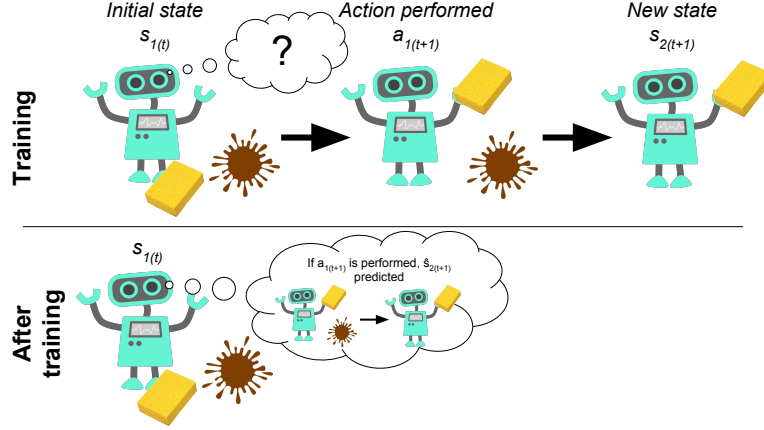 Initial state
s1(t)
Action performed
a1(t+1)
New state
s2(t+1)
?
Training
s1(t)
If a1(t+1) is performed, ŝ2(t+1)
predicted
After
training